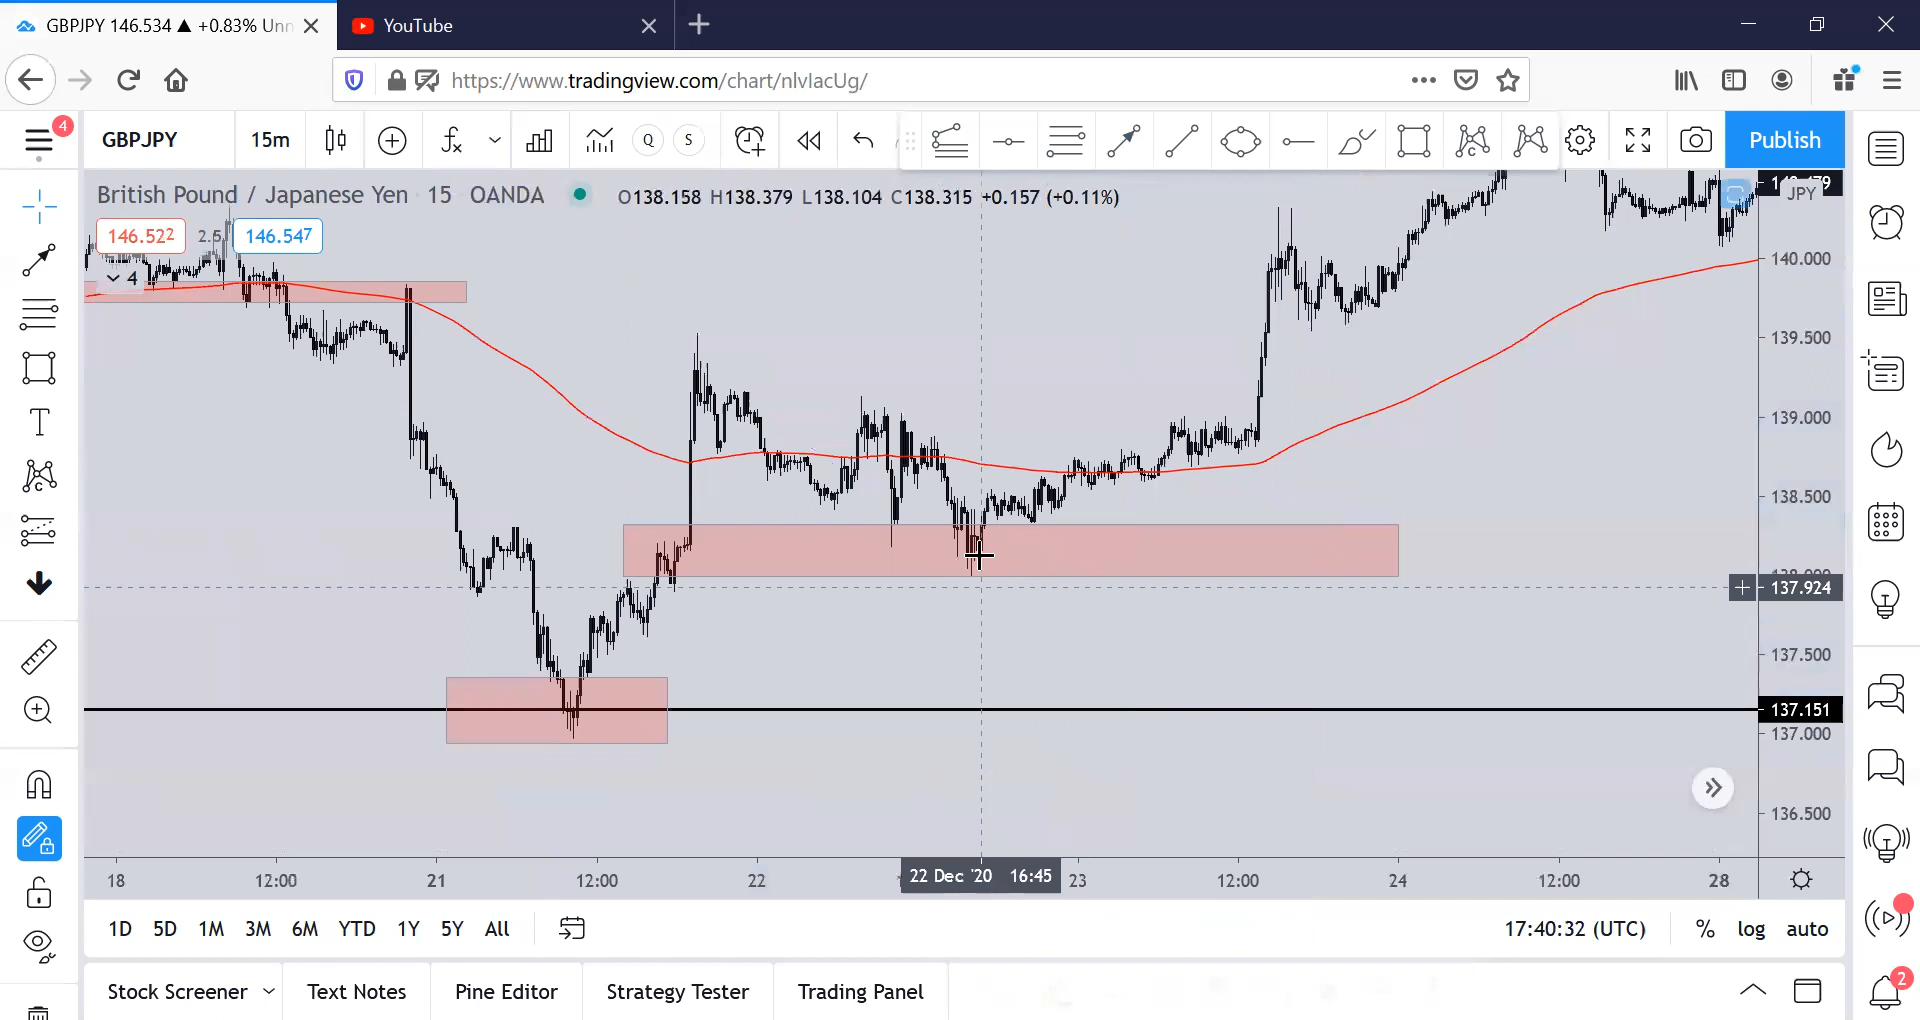 GBPJPY 146.534 ▲ +0.83% Unn
YouTube
https://www.tradingview.com/chart/nlvIacUg/
4
GBPJPY
15m
Q
S
Publish
British Pound / Japanese Yen · 15 OANDA
O138.158 H138.379 L138.104 C138.315 +0.157 (+0.11%)
JPY
146.522
2.5
146.547
4
140.000
139.500
139.000
138.500
137.924
137.500
137.151
137.000
136.500
18
12:00
21
12:00
22
22 Dec '20 16:45
23
12:00
24
12:00
28
1D 5D 1M 3M 6M YTD 1Y 5Y All
17:40:32 (UTC)
% log auto
Stock Screener
Text Notes
Pine Editor
Strategy Tester
Trading Panel
2
T
C
C